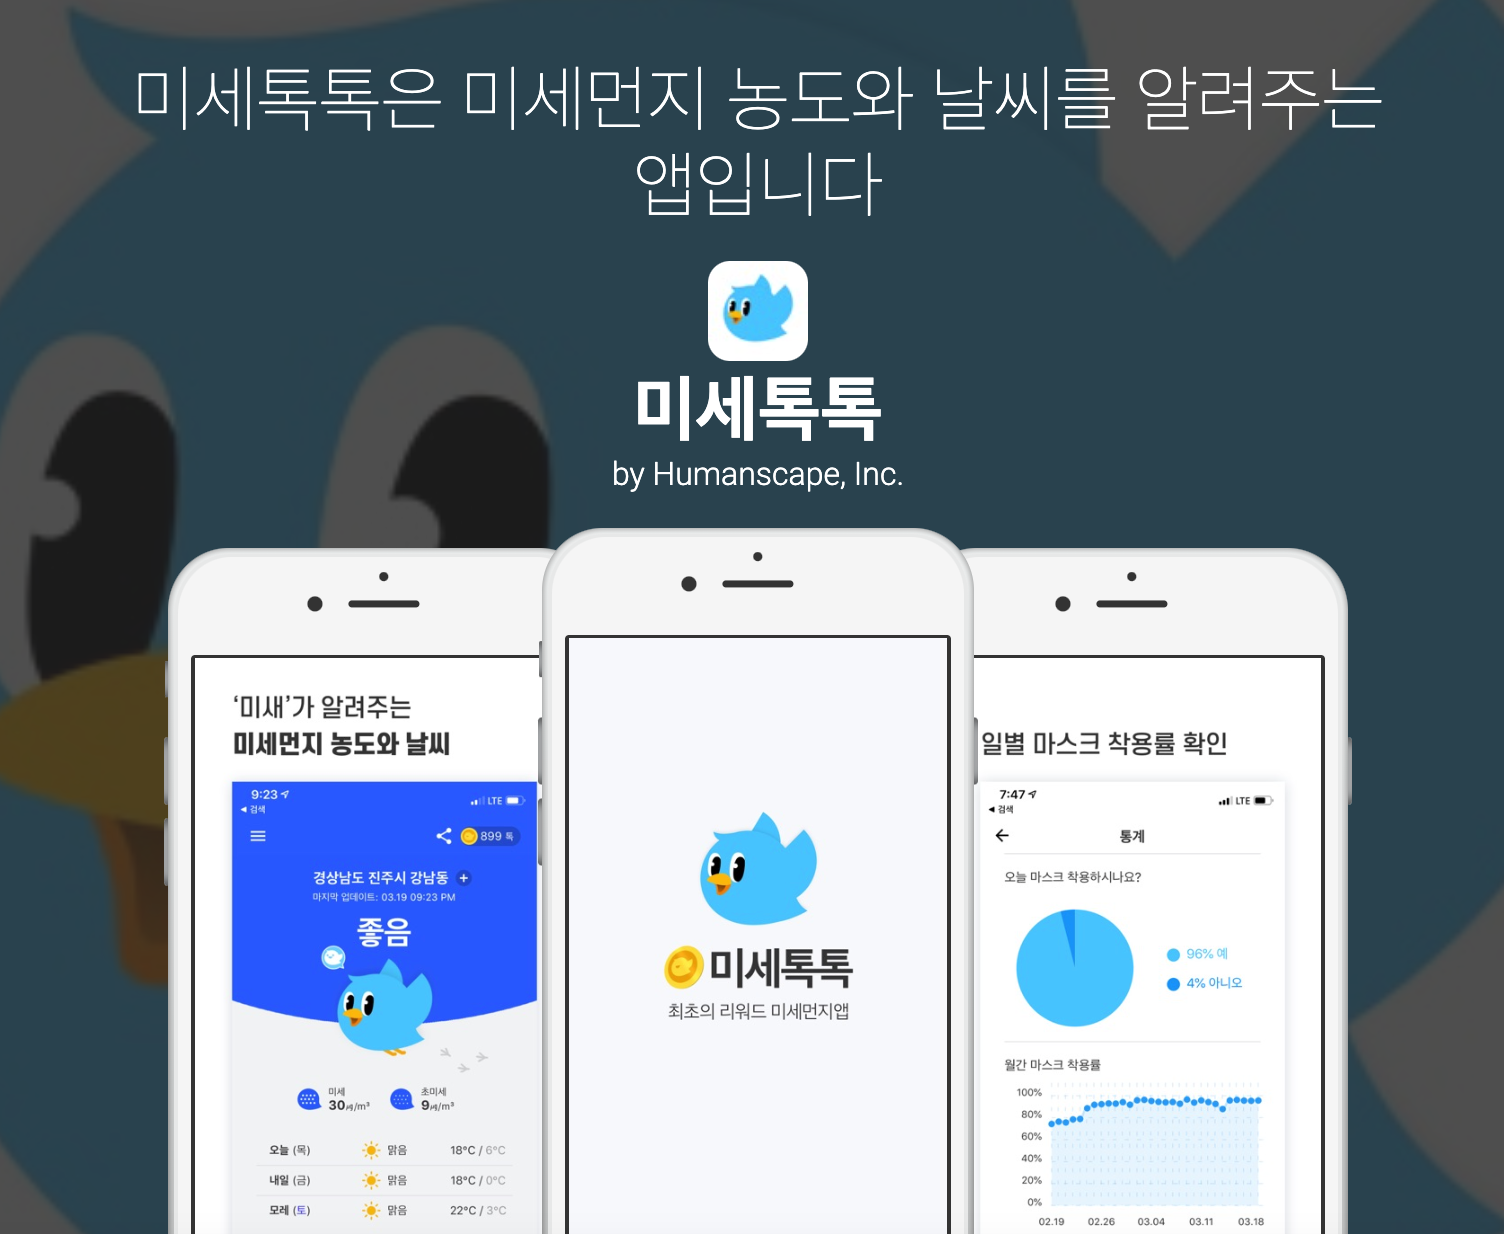 미세톡톡은 미세먼지 농도와 날씨를 알려주는
앱입니다
미세톡톡
by Humanscape, Inc.
‘미새’가 알려주는
미세먼지 농도와 날씨
9:23
LTE
◀ 검색
899 톡
경상남도 진주시 강남동 +
마지막 업데이트: 03.19 09:23 PM
좋음
미세
30㎍/m³
초미세
9㎍/m³
오늘 (목) 맑음 18°C / 6°C
내일 (금) 맑음 18°C / 0°C
모레 (토) 맑음 22°C / 3°C
미세톡톡
최초의 리워드 미세먼지앱
일별 마스크 착용률 확인
7:47
LTE
◀ 검색
통계
오늘 마스크 착용하시나요?
96% 예
4% 아니오
월간 마스크 착용률
100%
80%
60%
40%
20%
0%
02.19 02.26 03.04 03.11 03.18